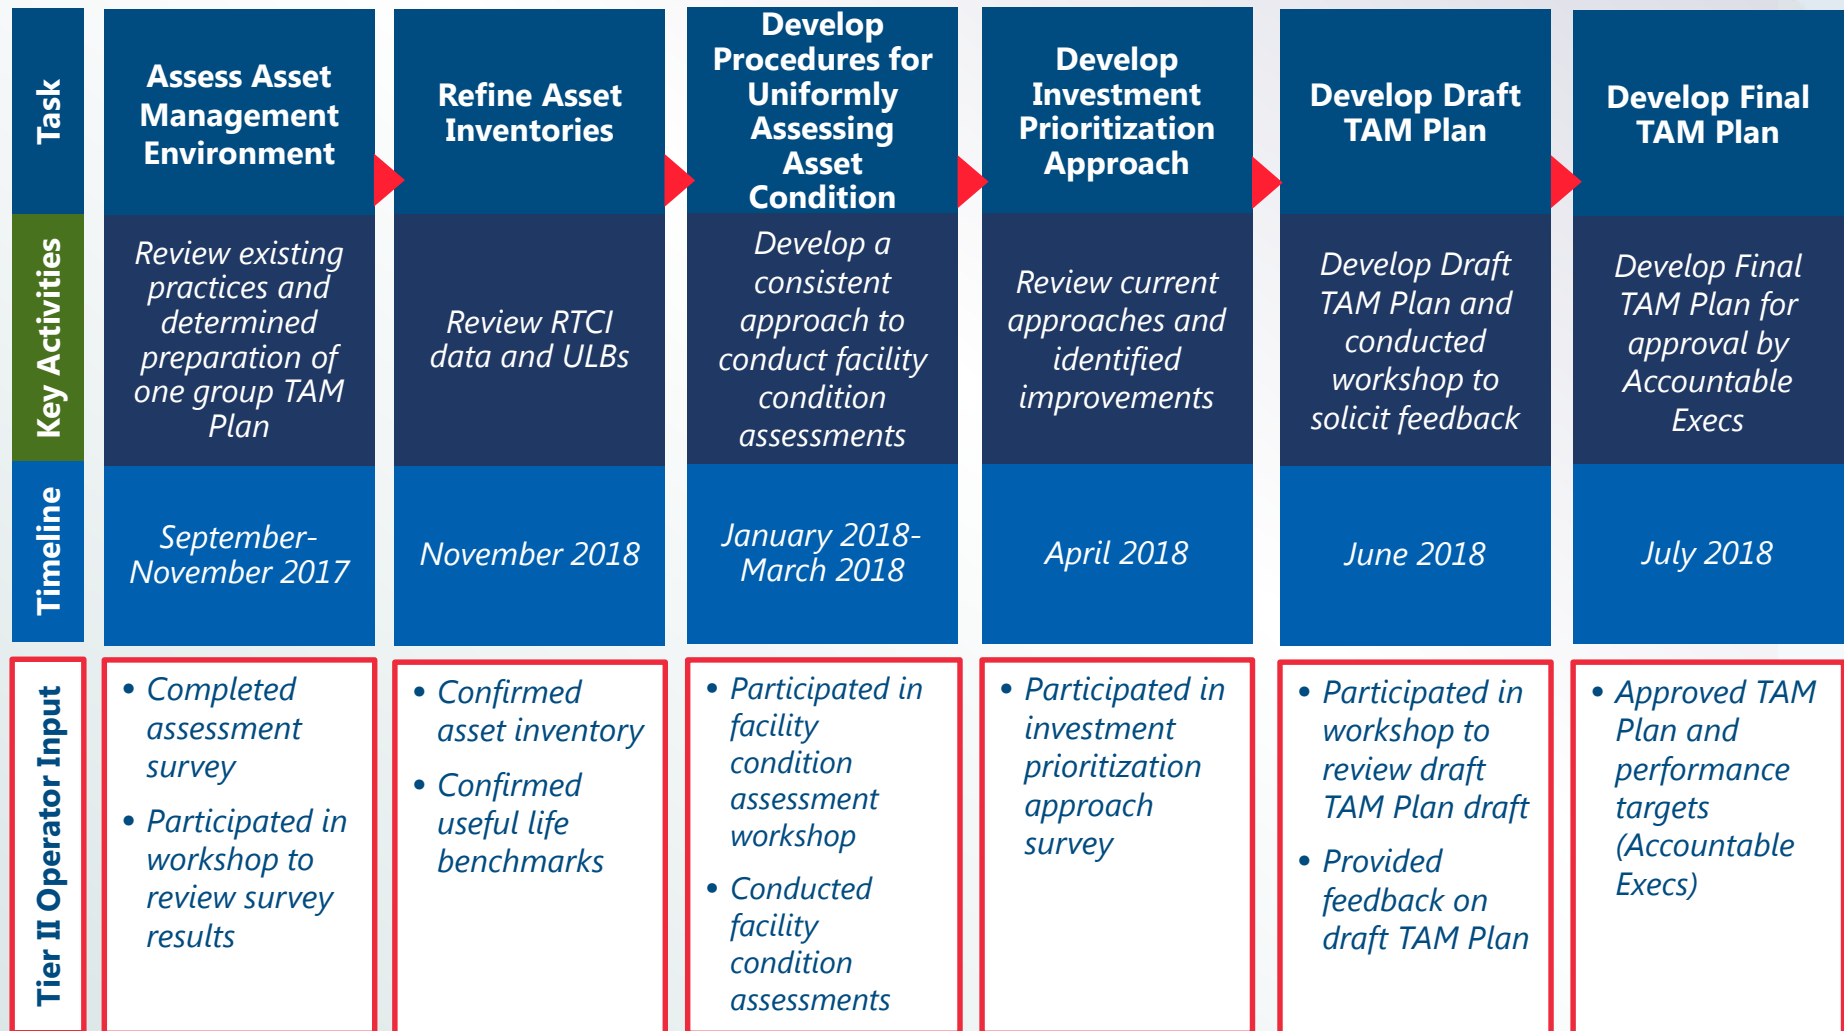 Task
Assess Asset
Management
Environment
Refine Asset
Inventories
Develop
Procedures for
Uniformly
Assessing
Asset
Condition
Develop
Investment
Prioritization
Approach
Develop Draft
TAM Plan
Develop Final
TAM Plan
Key Activities
Review existing
practices and
determined
preparation of
one group TAM
Plan
Review RTCI
data and ULBs
Develop a
consistent
approach to
conduct facility
condition
assessments
Review current
approaches and
identified
improvements
Develop Draft
TAM Plan and
conducted
workshop to
solicit feedback
Develop Final
TAM Plan for
approval by
Accountable
Execs
Timeline
September-
November 2017
November 2018
January 2018-
March 2018
April 2018
June 2018
July 2018
Tier II Operator Input
• Completed
assessment
survey
• Participated in
workshop to
review survey
results
• Confirmed
asset inventory
• Confirmed
useful life
benchmarks
• Participated in
facility
condition
assessment
workshop
• Conducted
facility
condition
assessments
• Participated in
investment
prioritization
approach
survey
• Participated in
workshop to
review draft
TAM Plan draft
• Provided
feedback on
draft TAM Plan
• Approved TAM
Plan and
performance
targets
(Accountable
Execs)